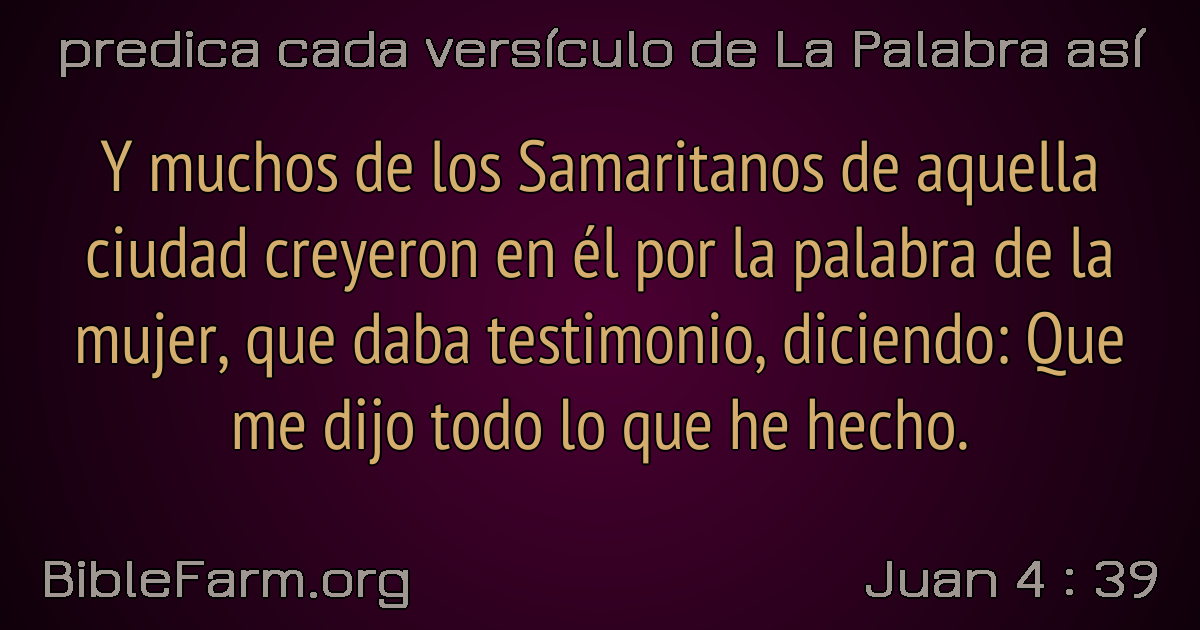 predica cada versículo de La Palabra así
Y muchos de los Samaritanos de aquella
ciudad creyeron en él por la palabra de la
mujer, que daba testimonio, diciendo: Que
me dijo todo lo que he hecho.
BibleFarm.org
Juan 4 : 39